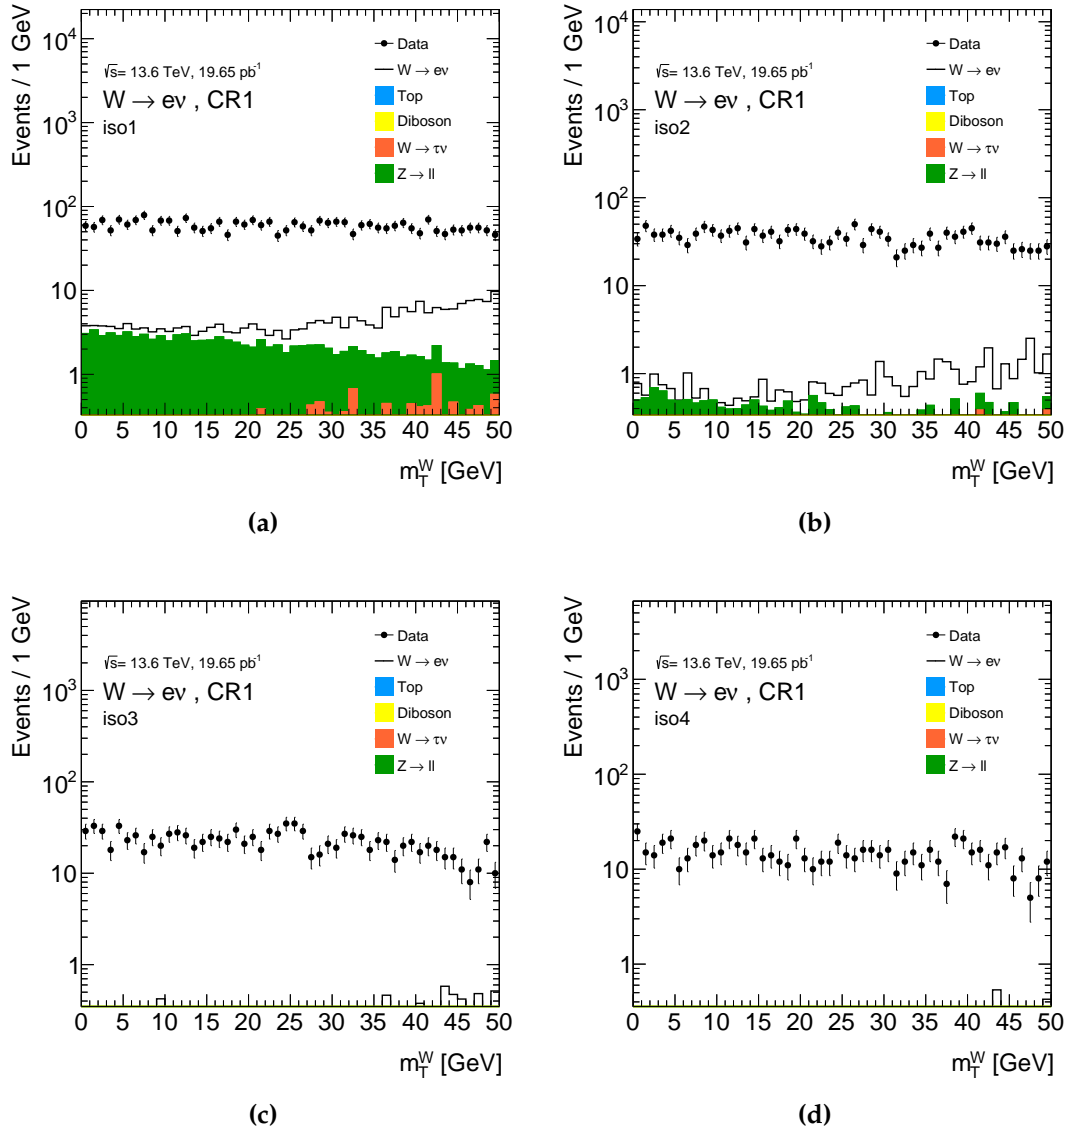 Events / 1 GeV
10⁴
10³
10²
10
1
√s= 13.6 TeV, 19.65 pb⁻¹
W → eν , CR1
iso1
Data
W → eν
Top
Diboson
W → τν
Z → ll
0 5 10 15 20 25 30 35 40 45 50
m_T^W [GeV]
(a)
Events / 1 GeV
10⁴
10³
10²
10
1
√s= 13.6 TeV, 19.65 pb⁻¹
W → eν , CR1
iso2
Data
W → eν
Top
Diboson
W → τν
Z → ll
0 5 10 15 20 25 30 35 40 45 50
m_T^W [GeV]
(b)
Events / 1 GeV
10³
10²
10
1
√s= 13.6 TeV, 19.65 pb⁻¹
W → eν , CR1
iso3
Data
W → eν
Top
Diboson
W → τν
Z → ll
0 5 10 15 20 25 30 35 40 45 50
m_T^W [GeV]
(c)
Events / 1 GeV
10³
10²
10
1
√s= 13.6 TeV, 19.65 pb⁻¹
W → eν , CR1
iso4
Data
W → eν
Top
Diboson
W → τν
Z → ll
0 5 10 15 20 25 30 35 40 45 50
m_T^W [GeV]
(d)